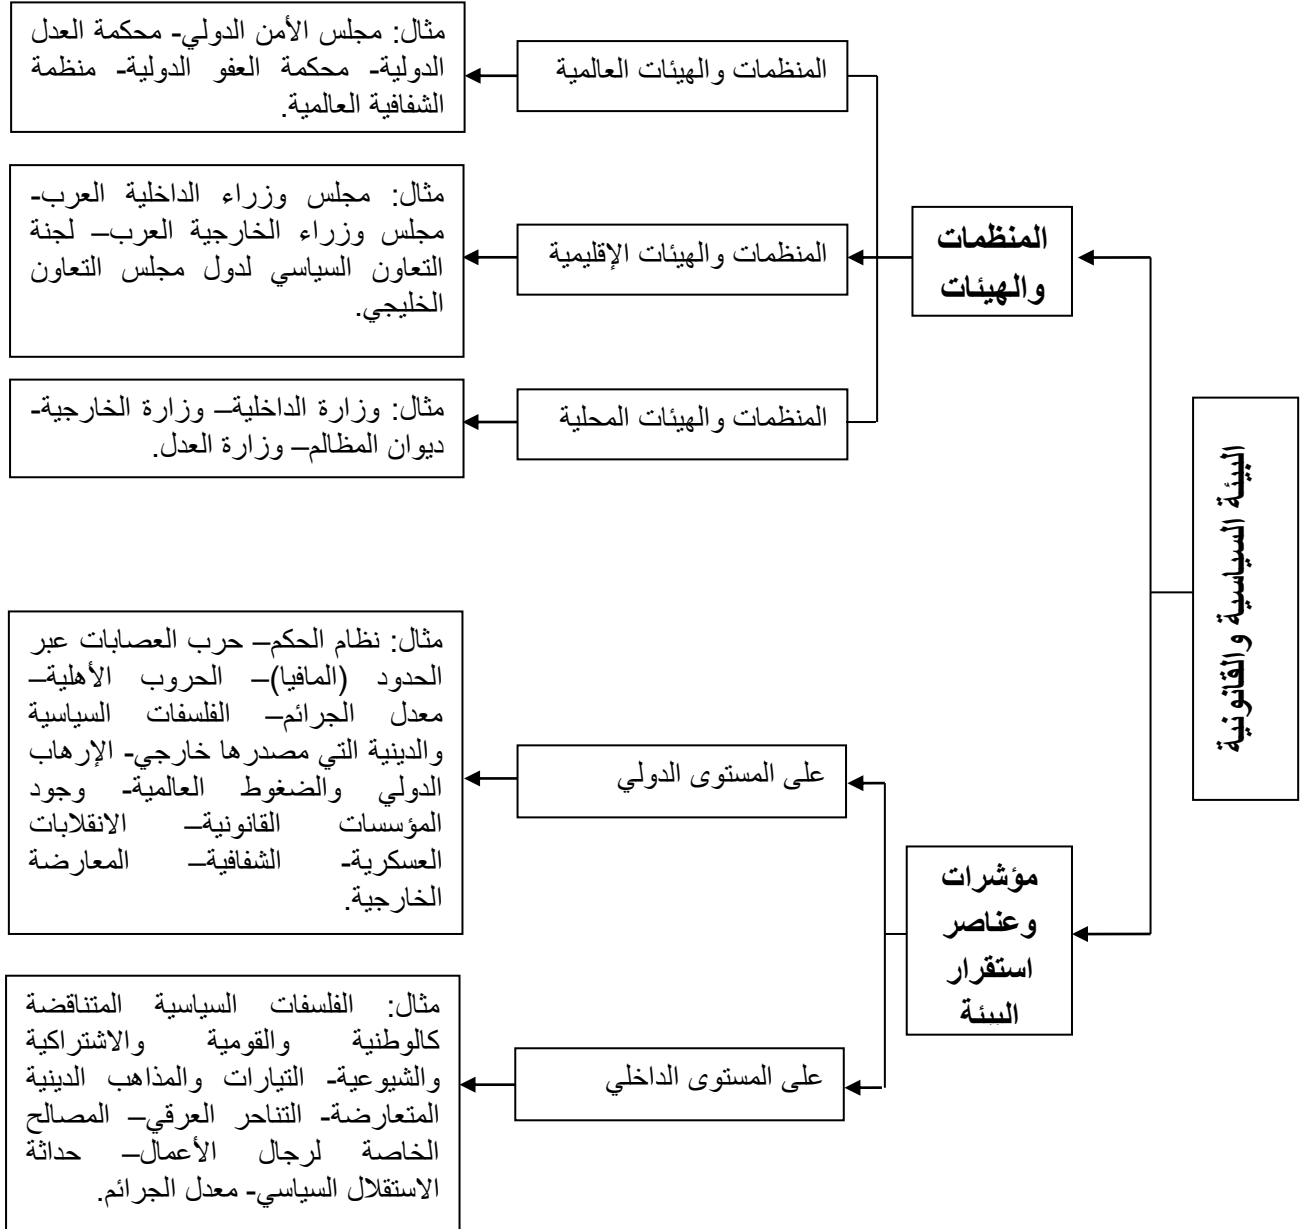 البيئة السياسية والقانونية
المنظمات
والهيئات
المنظمات والهيئات العالمية
مثال: مجلس الأمن الدولي- محكمة العدل
الدولية- محكمة العفو الدولية- منظمة
الشفافية العالمية.
المنظمات والهيئات الإقليمية
مثال: مجلس وزراء الداخلية العرب-
مجلس وزراء الخارجية العرب– لجنة
التعاون السياسي لدول مجلس التعاون
الخليجي.
المنظمات والهيئات المحلية
مثال: وزارة الداخلية– وزارة الخارجية-
ديوان المظالم– وزارة العدل.
مؤشرات
وعناصر
استقرار
البيئة
على المستوى الدولي
مثال: نظام الحكم– حرب العصابات عبر
الحدود (المافيا)– الحروب الأهلية–
معدل الجرائم– الفلسفات السياسية
والدينية التي مصدرها خارجي- الإرهاب
الدولي والضغوط العالمية- وجود
المؤسسات القانونية– الانقلابات
العسكرية- الشفافية– المعارضة
الخارجية.
على المستوى الداخلي
مثال: الفلسفات السياسية المتناقضة
كالوطنية والقومية والاشتراكية
والشيوعية- التيارات والمذاهب الدينية
المتعارضة- التناحر العرقي– المصالح
الخاصة لرجال الأعمال– حداثة
الاستقلال السياسي- معدل الجرائم.